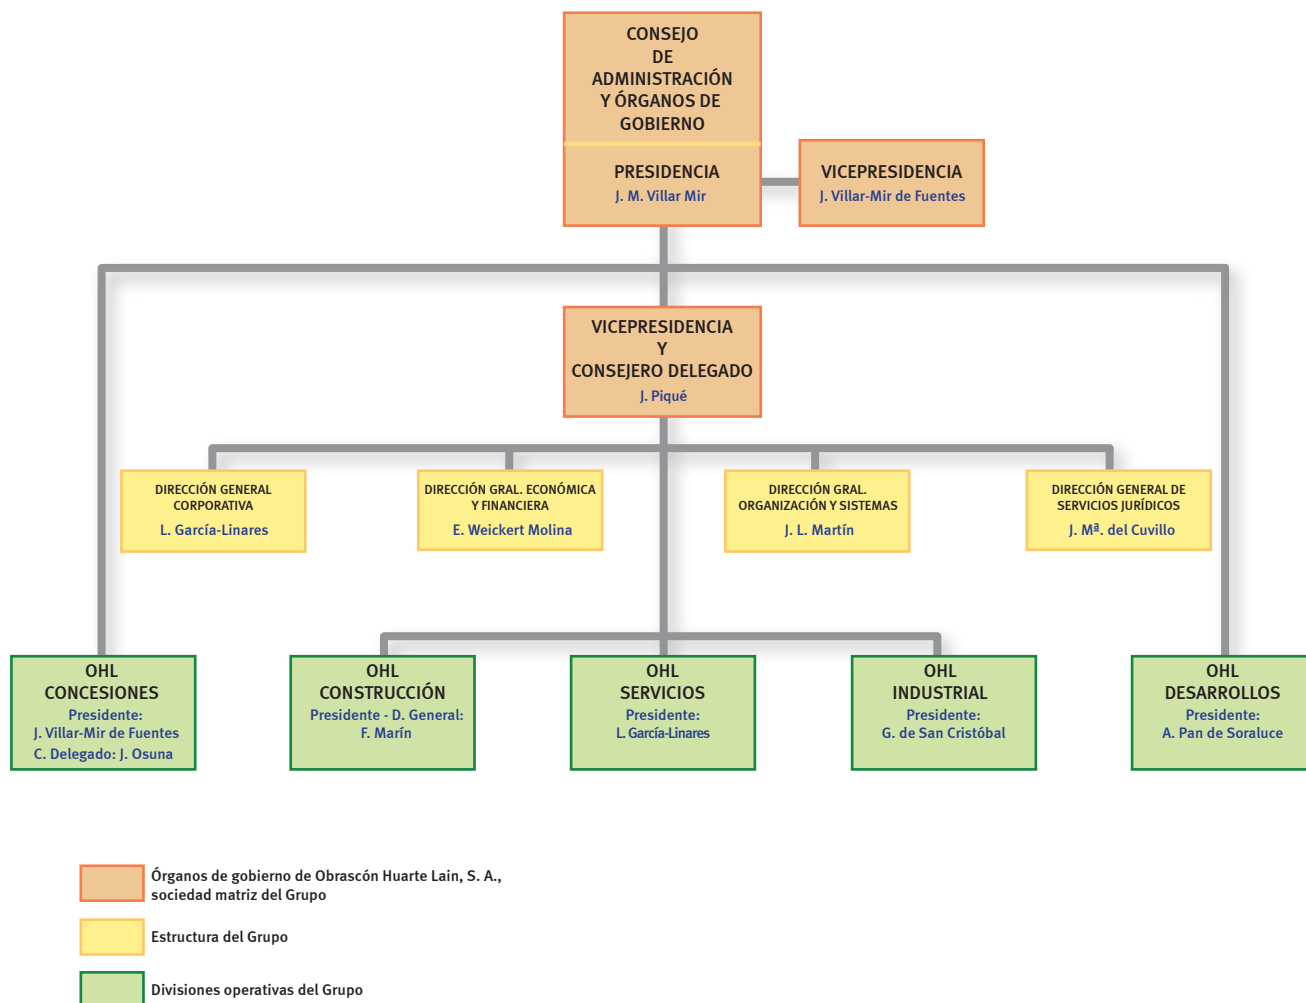 CONSEJO
DE
ADMINISTRACIÓN
Y ÓRGANOS DE
GOBIERNO
PRESIDENCIA
J. M. Villar Mir
VICEPRESIDENCIA
J. Villar-Mir de Fuentes
VICEPRESIDENCIA
Y
CONSEJERO DELEGADO
J. Piqué
DIRECCIÓN GENERAL
CORPORATIVA
L. García-Linares
DIRECCIÓN GRAL. ECONÓMICA
Y FINANCIERA
E. Weickert Molina
DIRECCIÓN GRAL.
ORGANIZACIÓN Y SISTEMAS
J. L. Martín
DIRECCIÓN GENERAL DE
SERVICIOS JURÍDICOS
J. Mª. del Cuvillo
OHL
CONCESIONES
Presidente:
J. Villar-Mir de Fuentes
C. Delegado: J. Osuna
OHL
CONSTRUCCIÓN
Presidente - D. General:
F. Marín
OHL
SERVICIOS
Presidente:
L. García-Linares
OHL
INDUSTRIAL
Presidente:
G. de San Cristóbal
OHL
DESARROLLOS
Presidente:
A. Pan de Soraluce
Órganos de gobierno de Obrascón Huarte Lain, S. A.,
sociedad matriz del Grupo
Estructura del Grupo
Divisiones operativas del Grupo